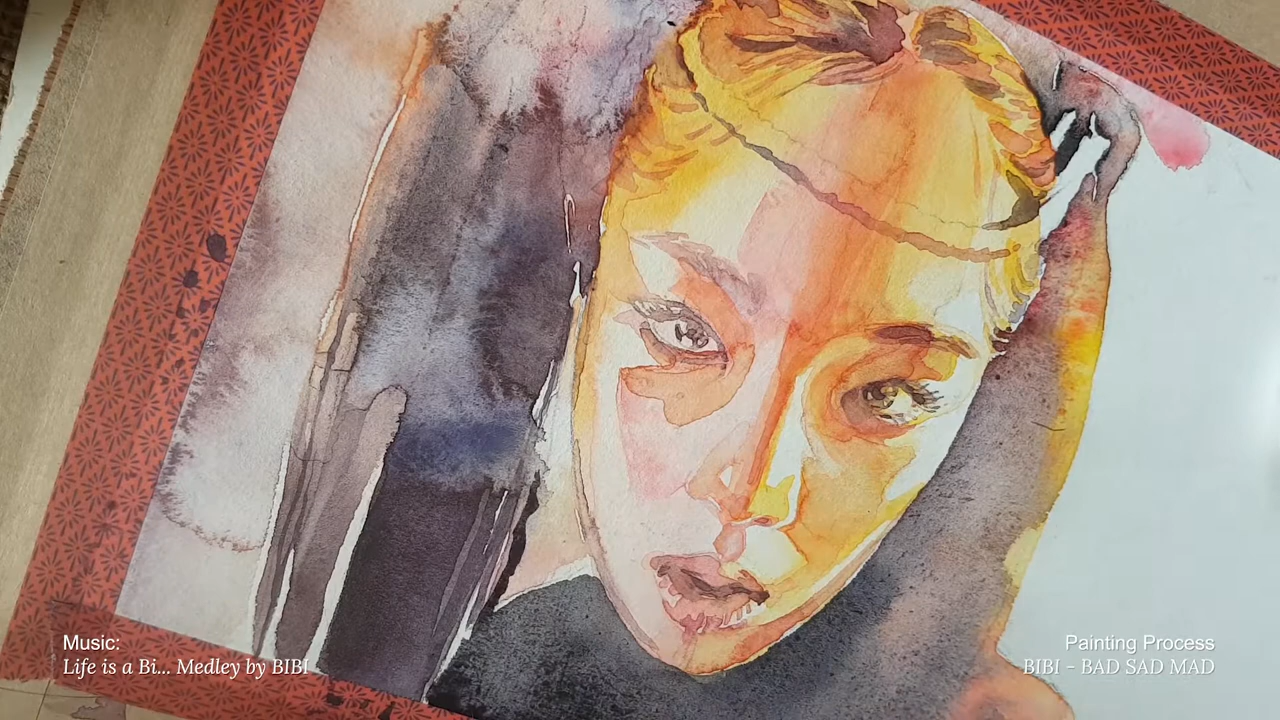 Music:
Life is a Bi... Medley by BIBI
Painting Process
BIBI - BAD SAD MAD